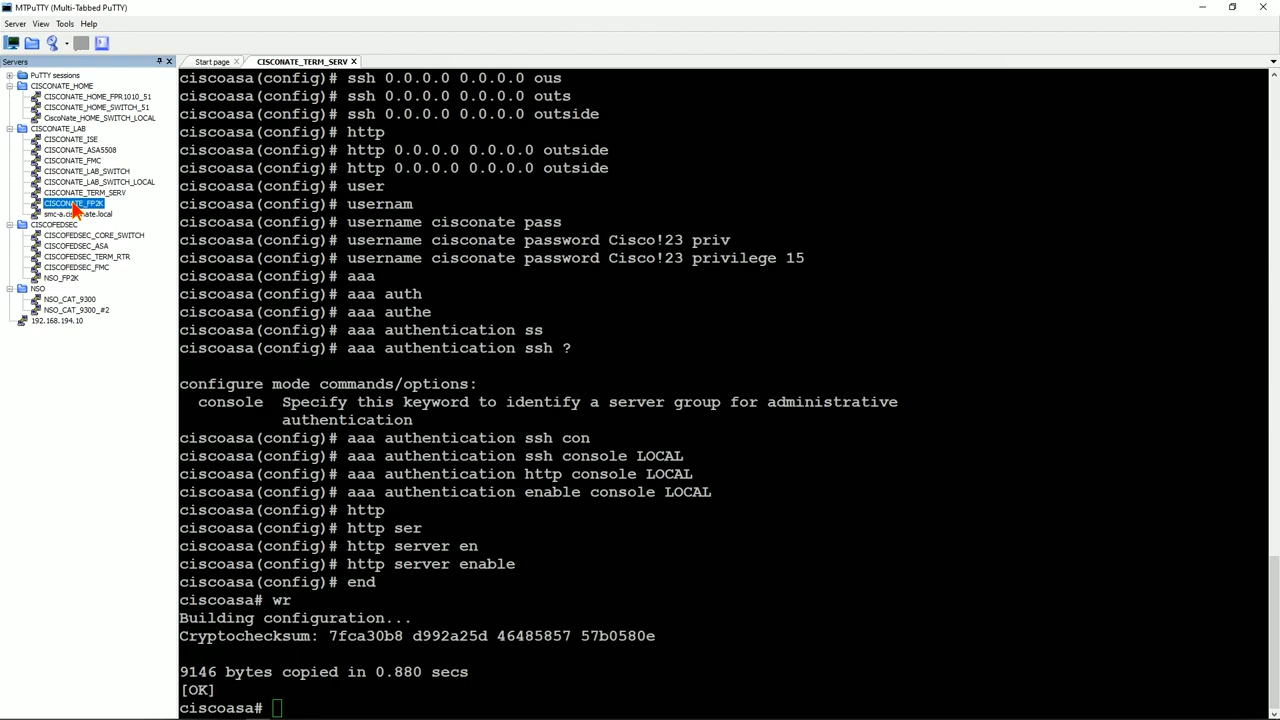 MTPuTTY (Multi-Tabbed PuTTY)
Server View Tools Help
Servers
PuTTY sessions
CISCONATE_HOME
CISCONATE_HOME_FPR1010_51
CISCONATE_HOME_SWITCH_51
CiscoNate_HOME_SWITCH_LOCAL
CISCONATE_LAB
CISCONATE_ISE
CISCONATE_ASA5508
CISCONATE_FMC
CISCONATE_LAB_SWITCH
CISCONATE_LAB_SWITCH_LOCAL
CISCONATE_TERM_SERV
CISCONATE_FP2K
CISCOFEDSEC
CISCOFEDSEC_CORE_SWITCH
CISCOFEDSEC_ASA
CISCOFEDSEC_TERM_RTR
CISCOFEDSEC_FMC
NSO_FP2K
NSO
NSO_CAT_9300
NSO_CAT_9300_#2
192.168.194.10
Start page CISCONATE_TERM_SERV
ciscoasa(config)# ssh 0.0.0.0 0.0.0.0 ous
ciscoasa(config)# ssh 0.0.0.0 0.0.0.0 outs
ciscoasa(config)# ssh 0.0.0.0 0.0.0.0 outside
ciscoasa(config)# http
ciscoasa(config)# http 0.0.0.0 0.0.0.0 outside
ciscoasa(config)# http 0.0.0.0 0.0.0.0 outside
ciscoasa(config)# user
ciscoasa(config)# usernam
ciscoasa(config)# username cisconate pass
ciscoasa(config)# username cisconate password Cisco!23 priv
ciscoasa(config)# username cisconate password Cisco!23 privilege 15
ciscoasa(config)# aaa
ciscoasa(config)# aaa auth
ciscoasa(config)# aaa authe
ciscoasa(config)# aaa authentication ss
ciscoasa(config)# aaa authentication ssh ?
configure mode commands/options:
console Specify this keyword to identify a server group for administrative
authentication
ciscoasa(config)# aaa authentication ssh con
ciscoasa(config)# aaa authentication ssh console LOCAL
ciscoasa(config)# aaa authentication http console LOCAL
ciscoasa(config)# aaa authentication enable console LOCAL
ciscoasa(config)# http
ciscoasa(config)# http ser
ciscoasa(config)# http server en
ciscoasa(config)# http server enable
ciscoasa(config)# end
ciscoasa# wr
Building configuration...
Cryptochecksum: 7fca30b8 d992a25d 46485857 57b0580e
9146 bytes copied in 0.880 secs
[OK]
ciscoasa#